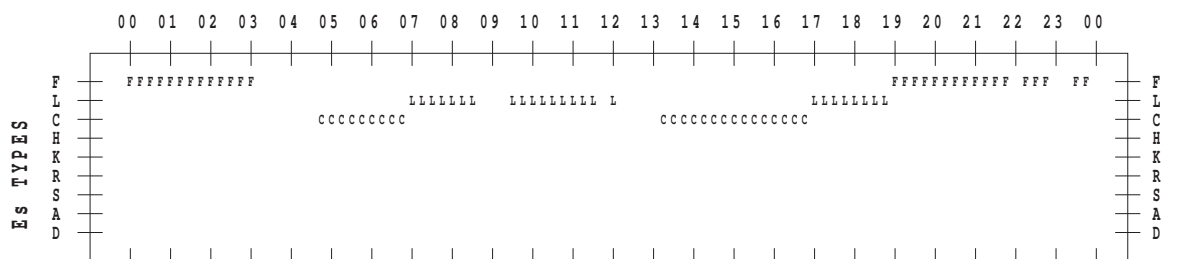 00 01 02 03 04 05 06 07 08 09 10 11 12 13 14 15 16 17 18 19 20 21 22 23 00
F FFFFFFFFFFFFF FFFFFFFFFFFF FFF FF F
L LLLLLLL LLLLLLLLL L LLLLLLLL L
C CCCCCCCCC CCCCCCCCCCCCCCC C
H H
K K
R R
S S
A A
D D
Es TYPES